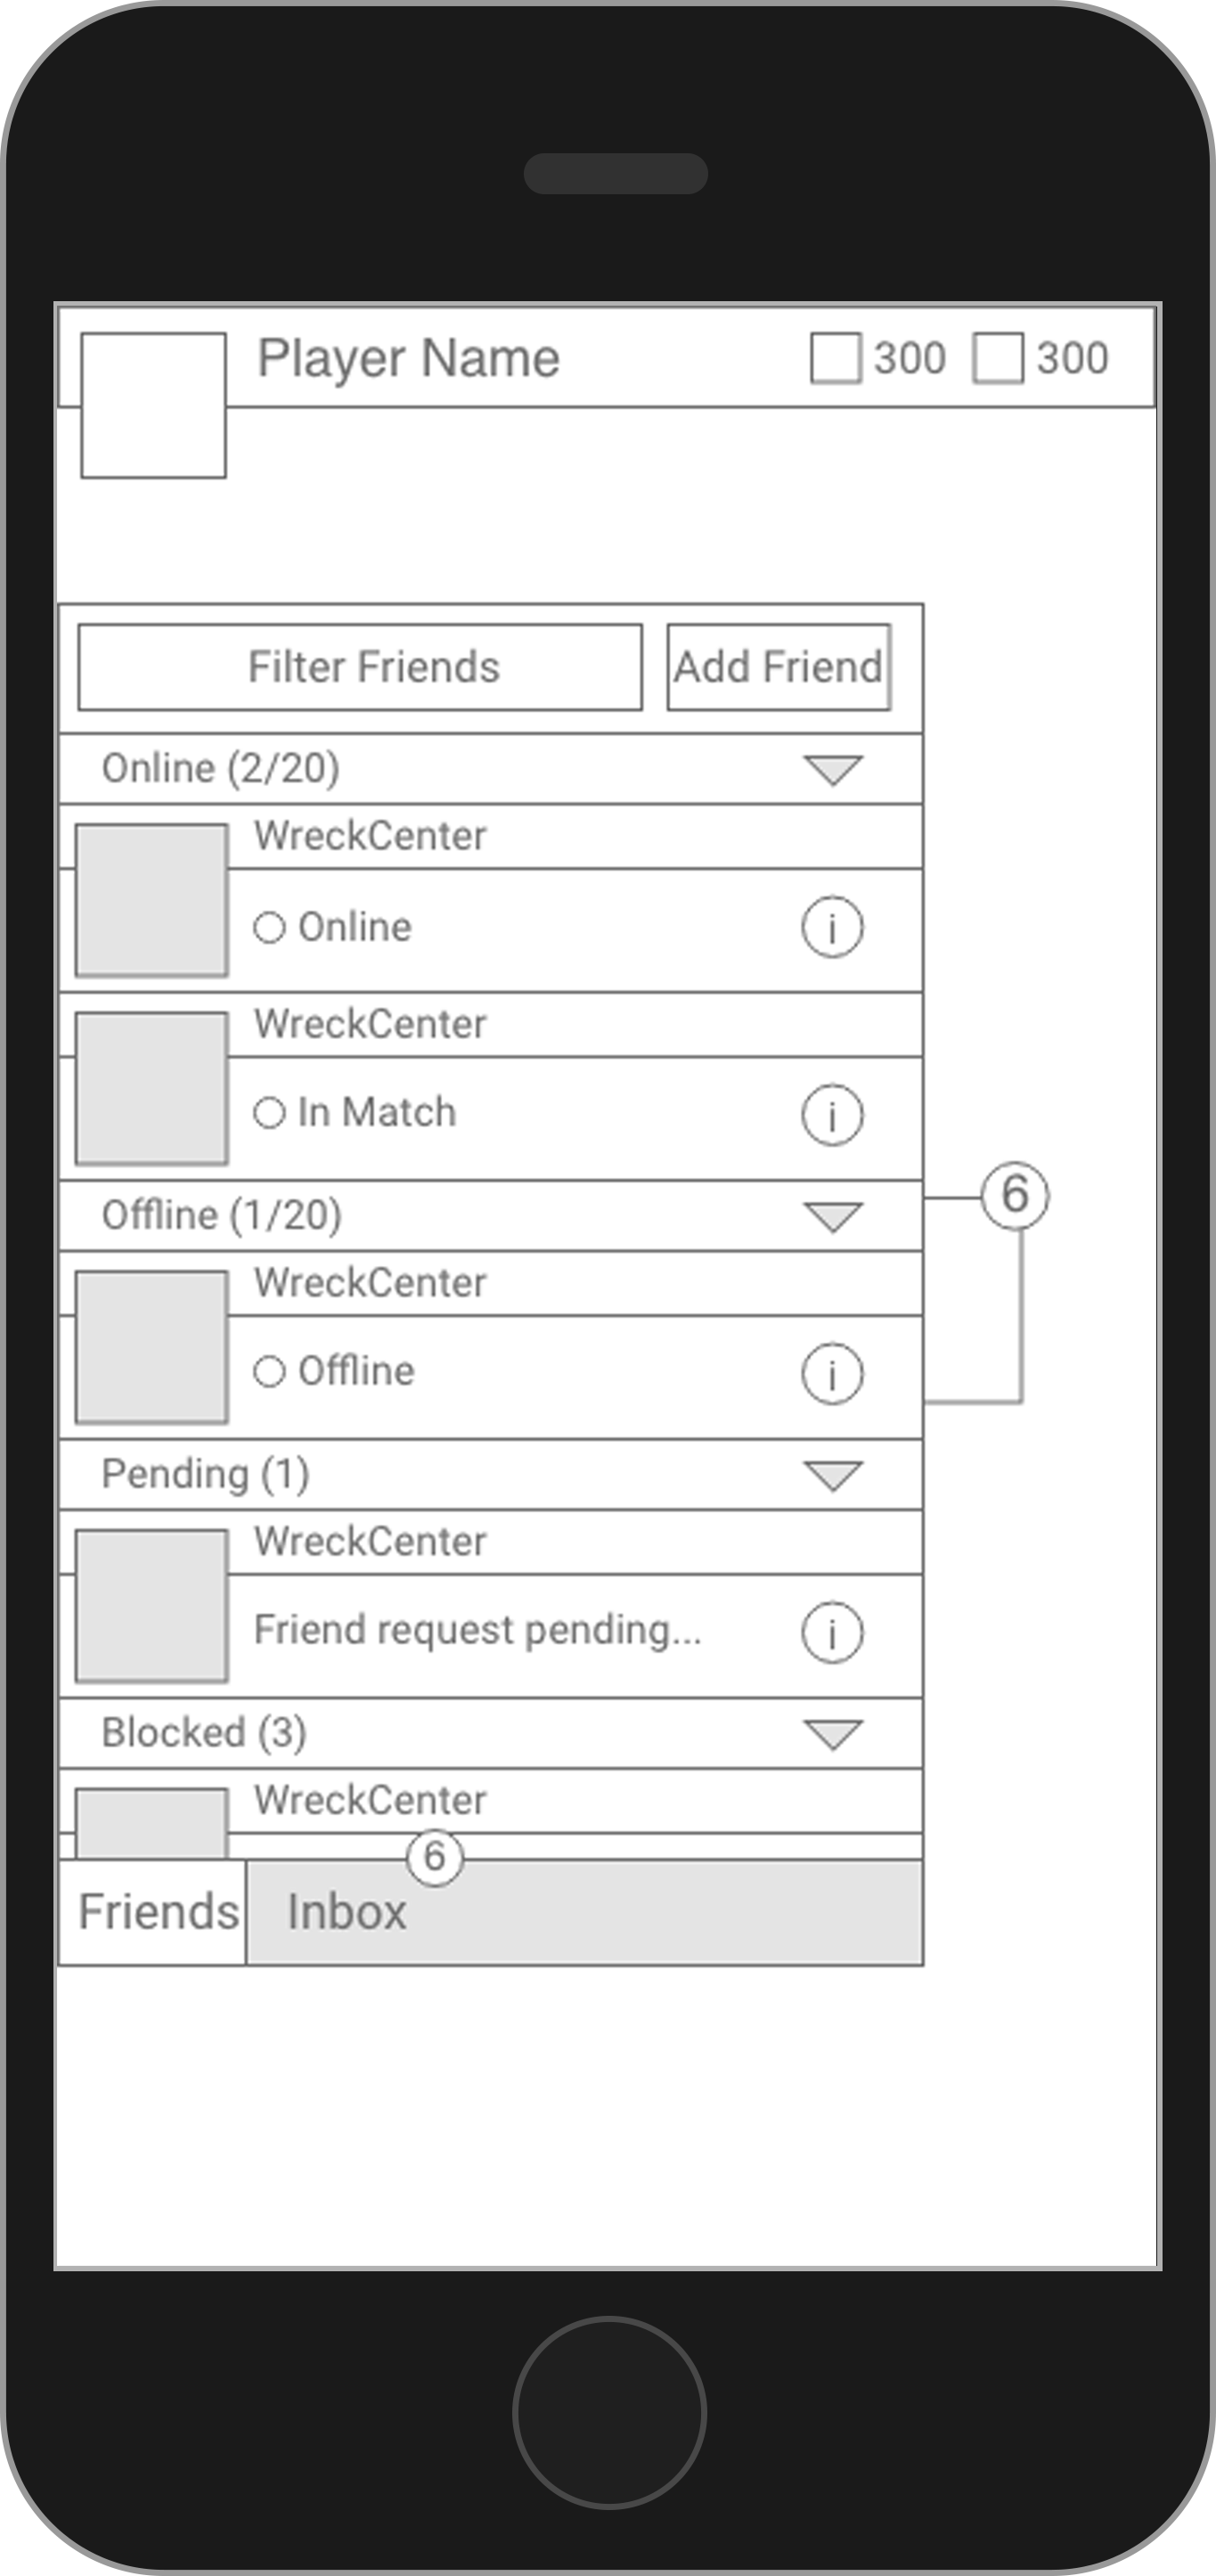 Player Name 300 300
Filter Friends Add Friend
Online (2/20)
WreckCenter
Online i
WreckCenter
In Match i
6
Offline (1/20)
WreckCenter
Offline i
Pending (1)
WreckCenter
Friend request pending... i
Blocked (3)
WreckCenter
6
Friends Inbox